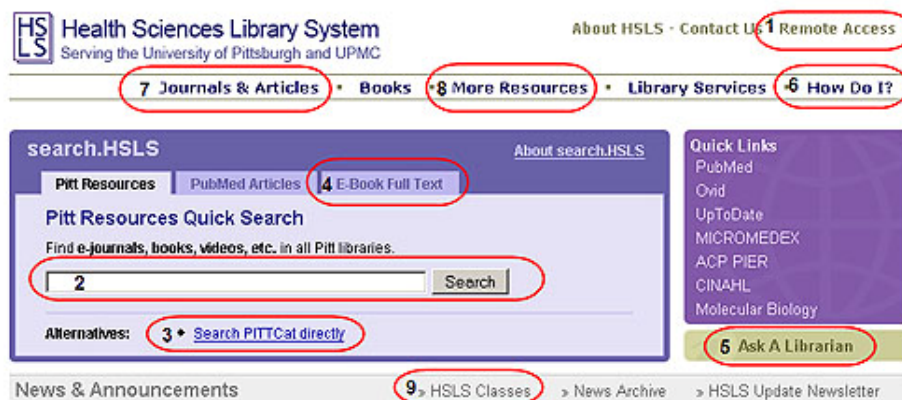 HS
LS
Health Sciences Library System
Serving the University of Pittsburgh and UPMC
About HSLS - Contact Us 1 Remote Access
7 Journals & Articles • Books • 8 More Resources • Library Services • 6 How Do I?
search.HSLS
About search.HSLS
Pitt Resources
PubMed Articles
4 E-Book Full Text
Pitt Resources Quick Search
Find e-journals, books, videos, etc. in all Pitt libraries.
2
Search
Alternatives: 3 • Search PITTCat directly
Quick Links
PubMed
Ovid
UpToDate
MICROMEDEX
ACP PIER
CINAHL
Molecular Biology
5 Ask A Librarian
News & Announcements 9 » HSLS Classes » News Archive » HSLS Update Newsletter